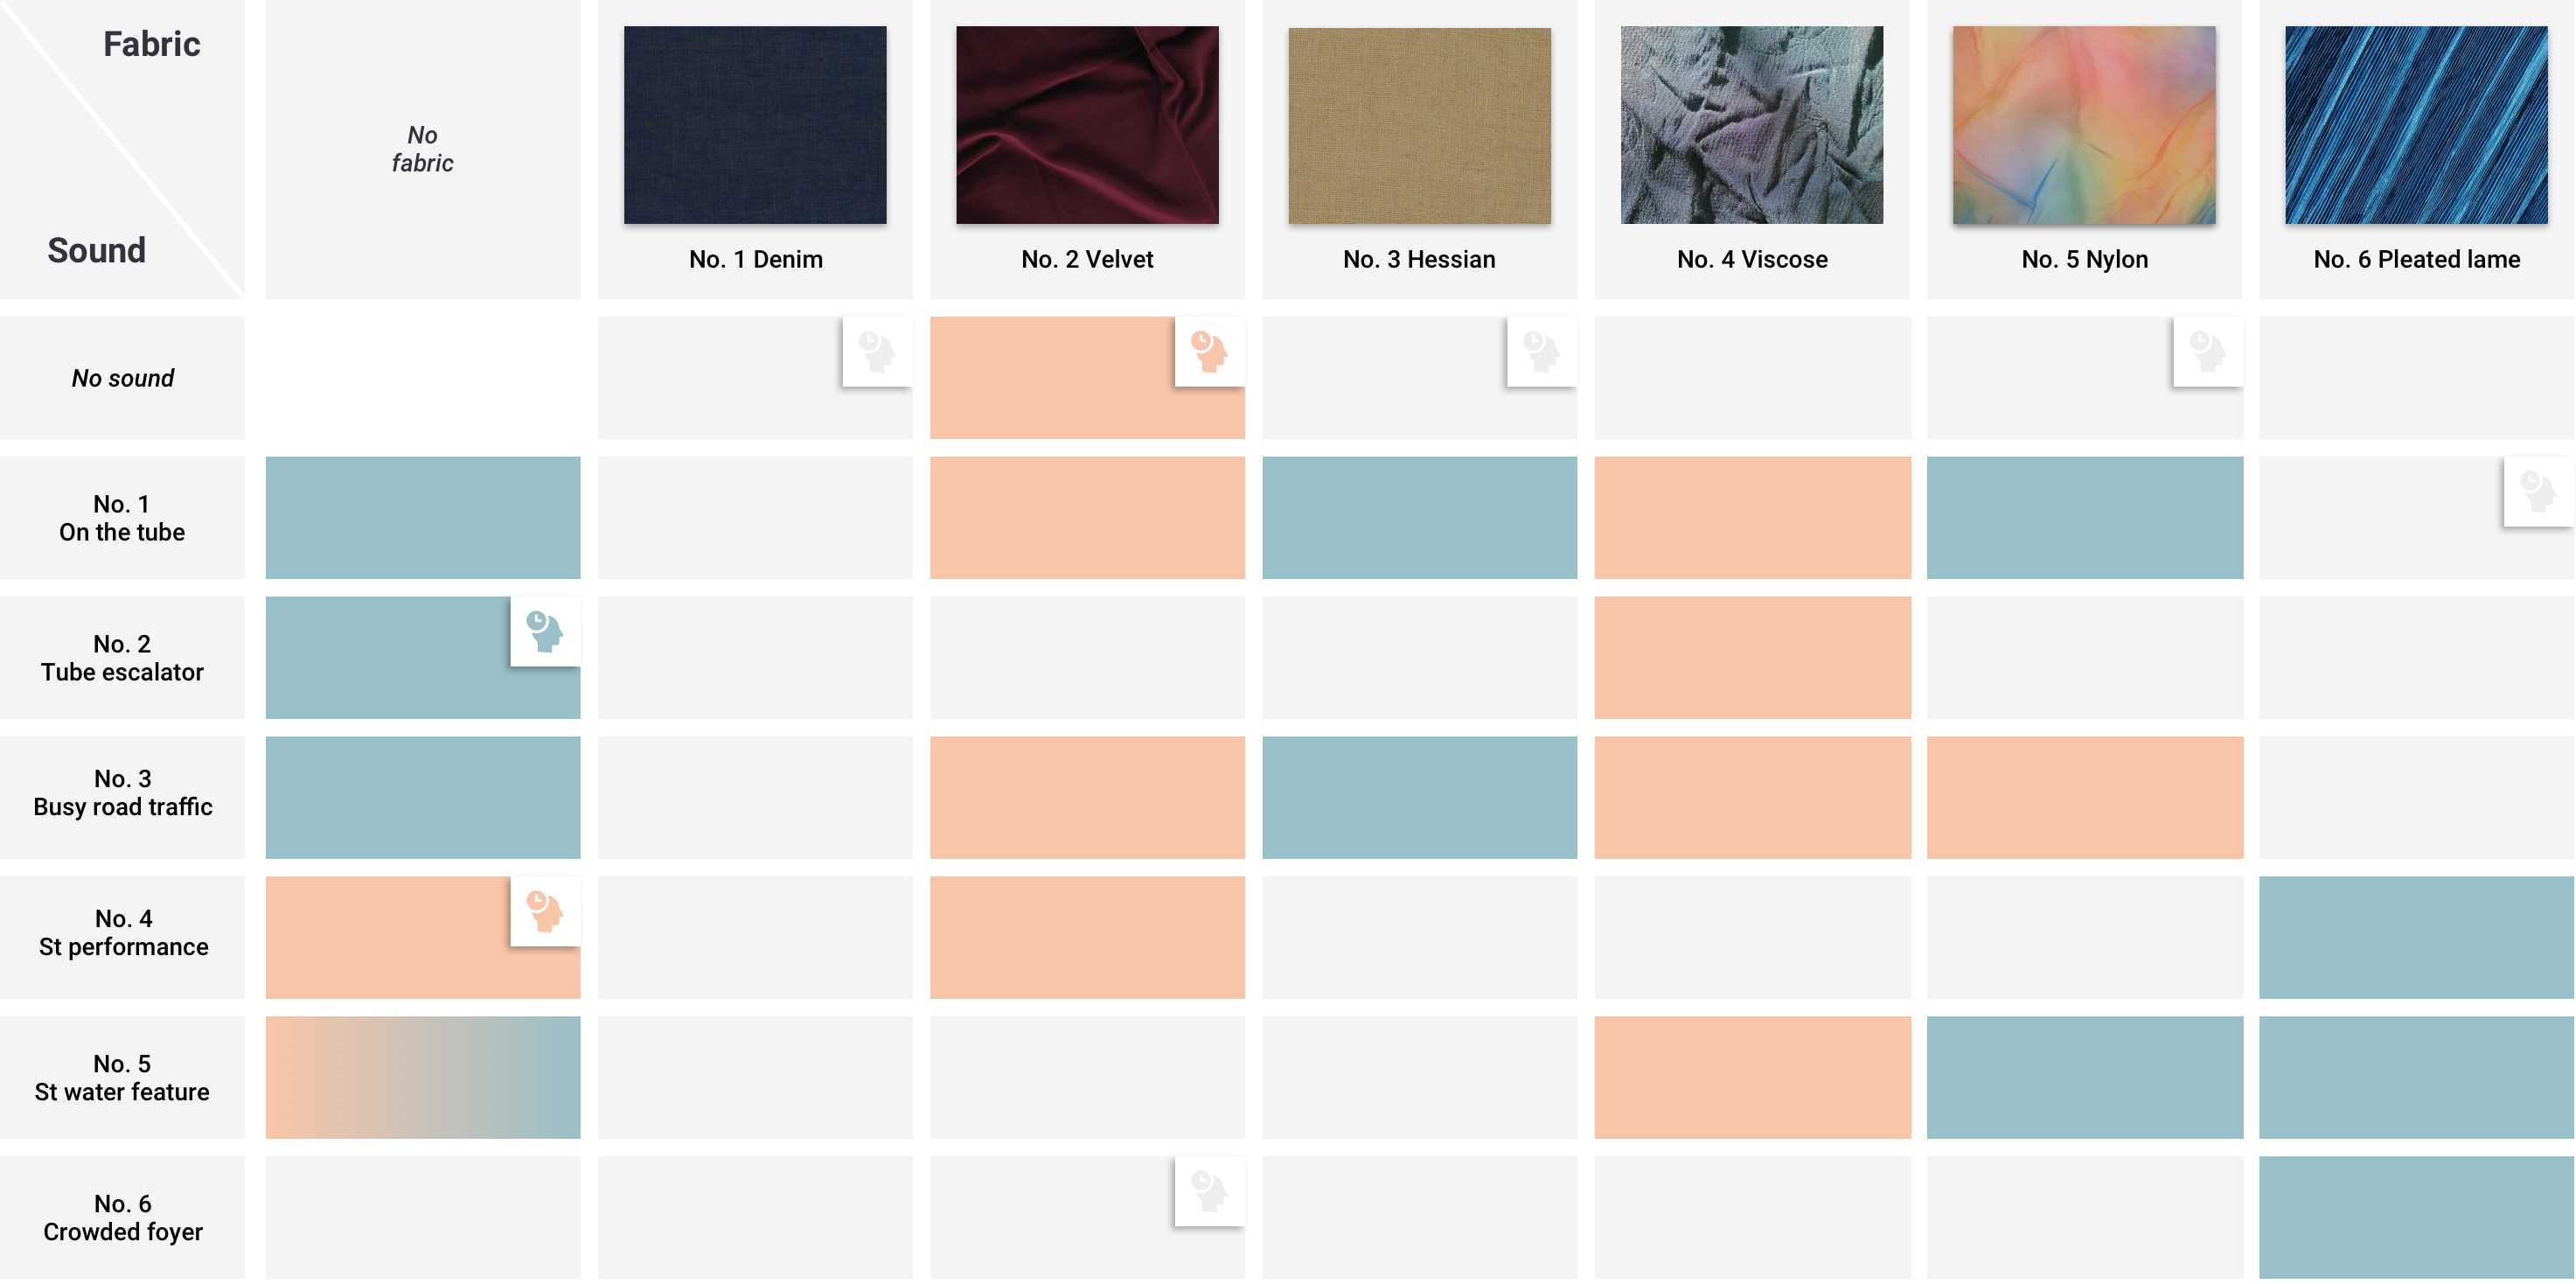 Fabric
Sound
No
fabric
No. 1 Denim
No. 2 Velvet
No. 3 Hessian
No. 4 Viscose
No. 5 Nylon
No. 6 Pleated lame
No sound
No. 1
On the tube
No. 2
Tube escalator
No. 3
Busy road traffic
No. 4
St performance
No. 5
St water feature
No. 6
Crowded foyer